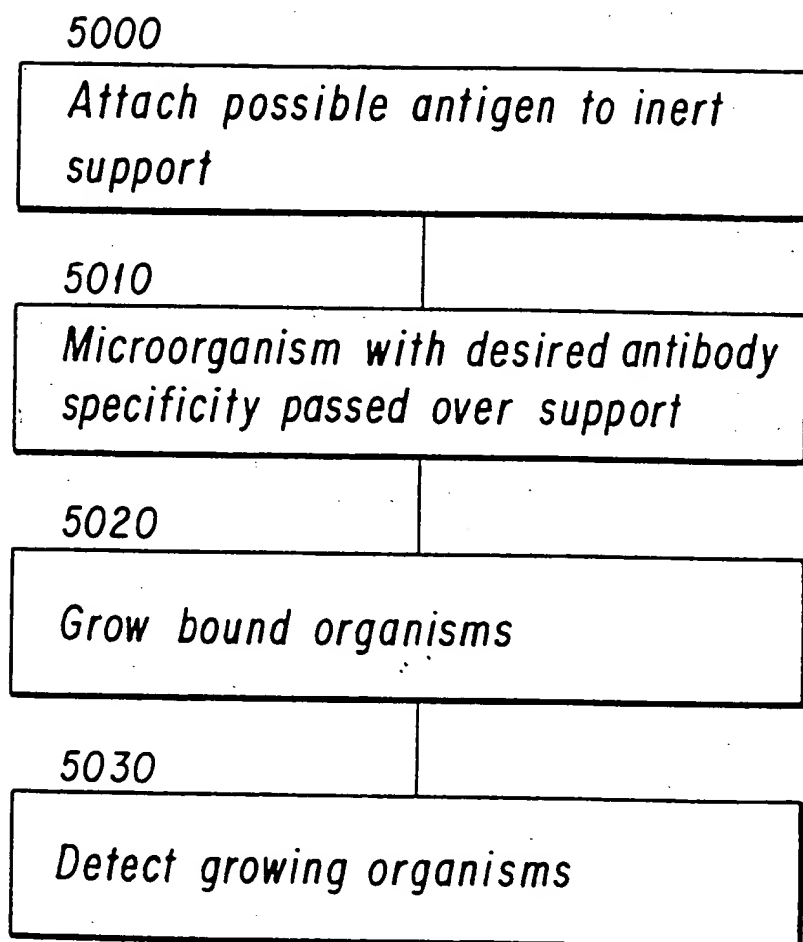 5000
Attach possible antigen to inert
support
5010
Microorganism with desired antibody
specificity passed over support
5020
Grow bound organisms
5030
Detect growing organisms